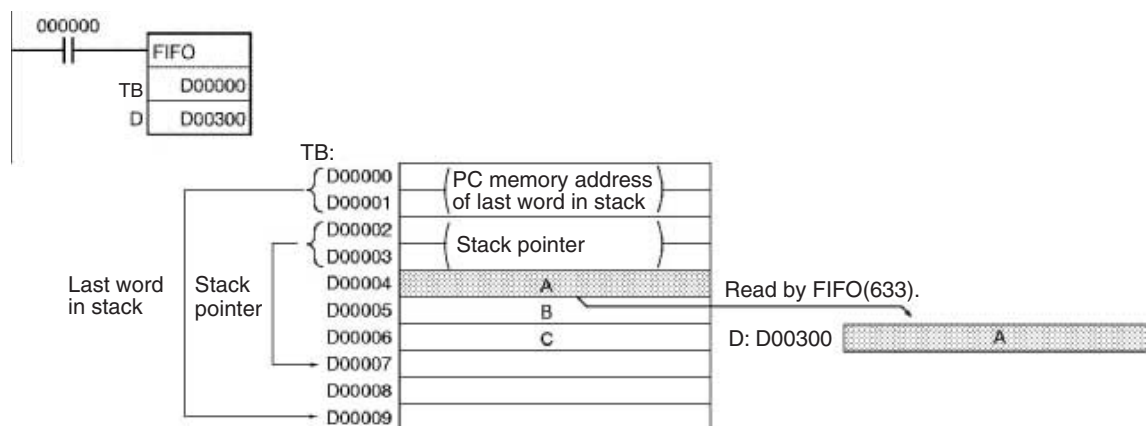 000000
FIFO
TB D00000
D D00300
TB:
D00000
D00001
PC memory address
of last word in stack
D00002
D00003
Stack pointer
Last word
in stack
Stack
pointer
D00004 A
Read by FIFO(633).
D00005 B
D00006 C
D: D00300 A
D00007
D00008
D00009